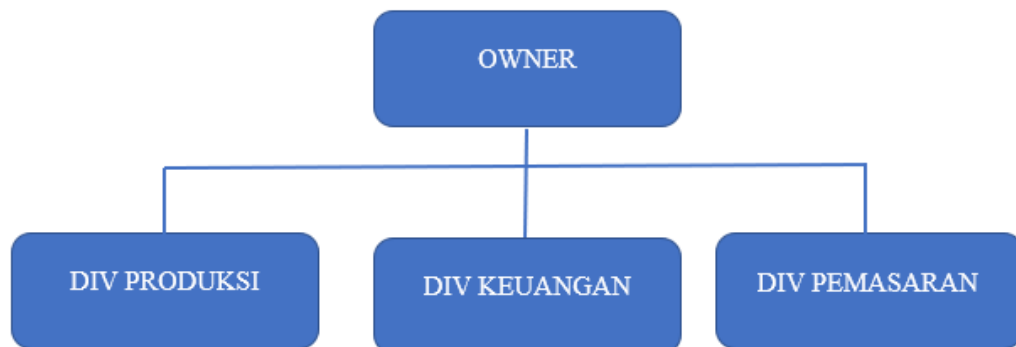 OWNER
DIV PRODUKSI
DIV KEUANGAN
DIV PEMASARAN